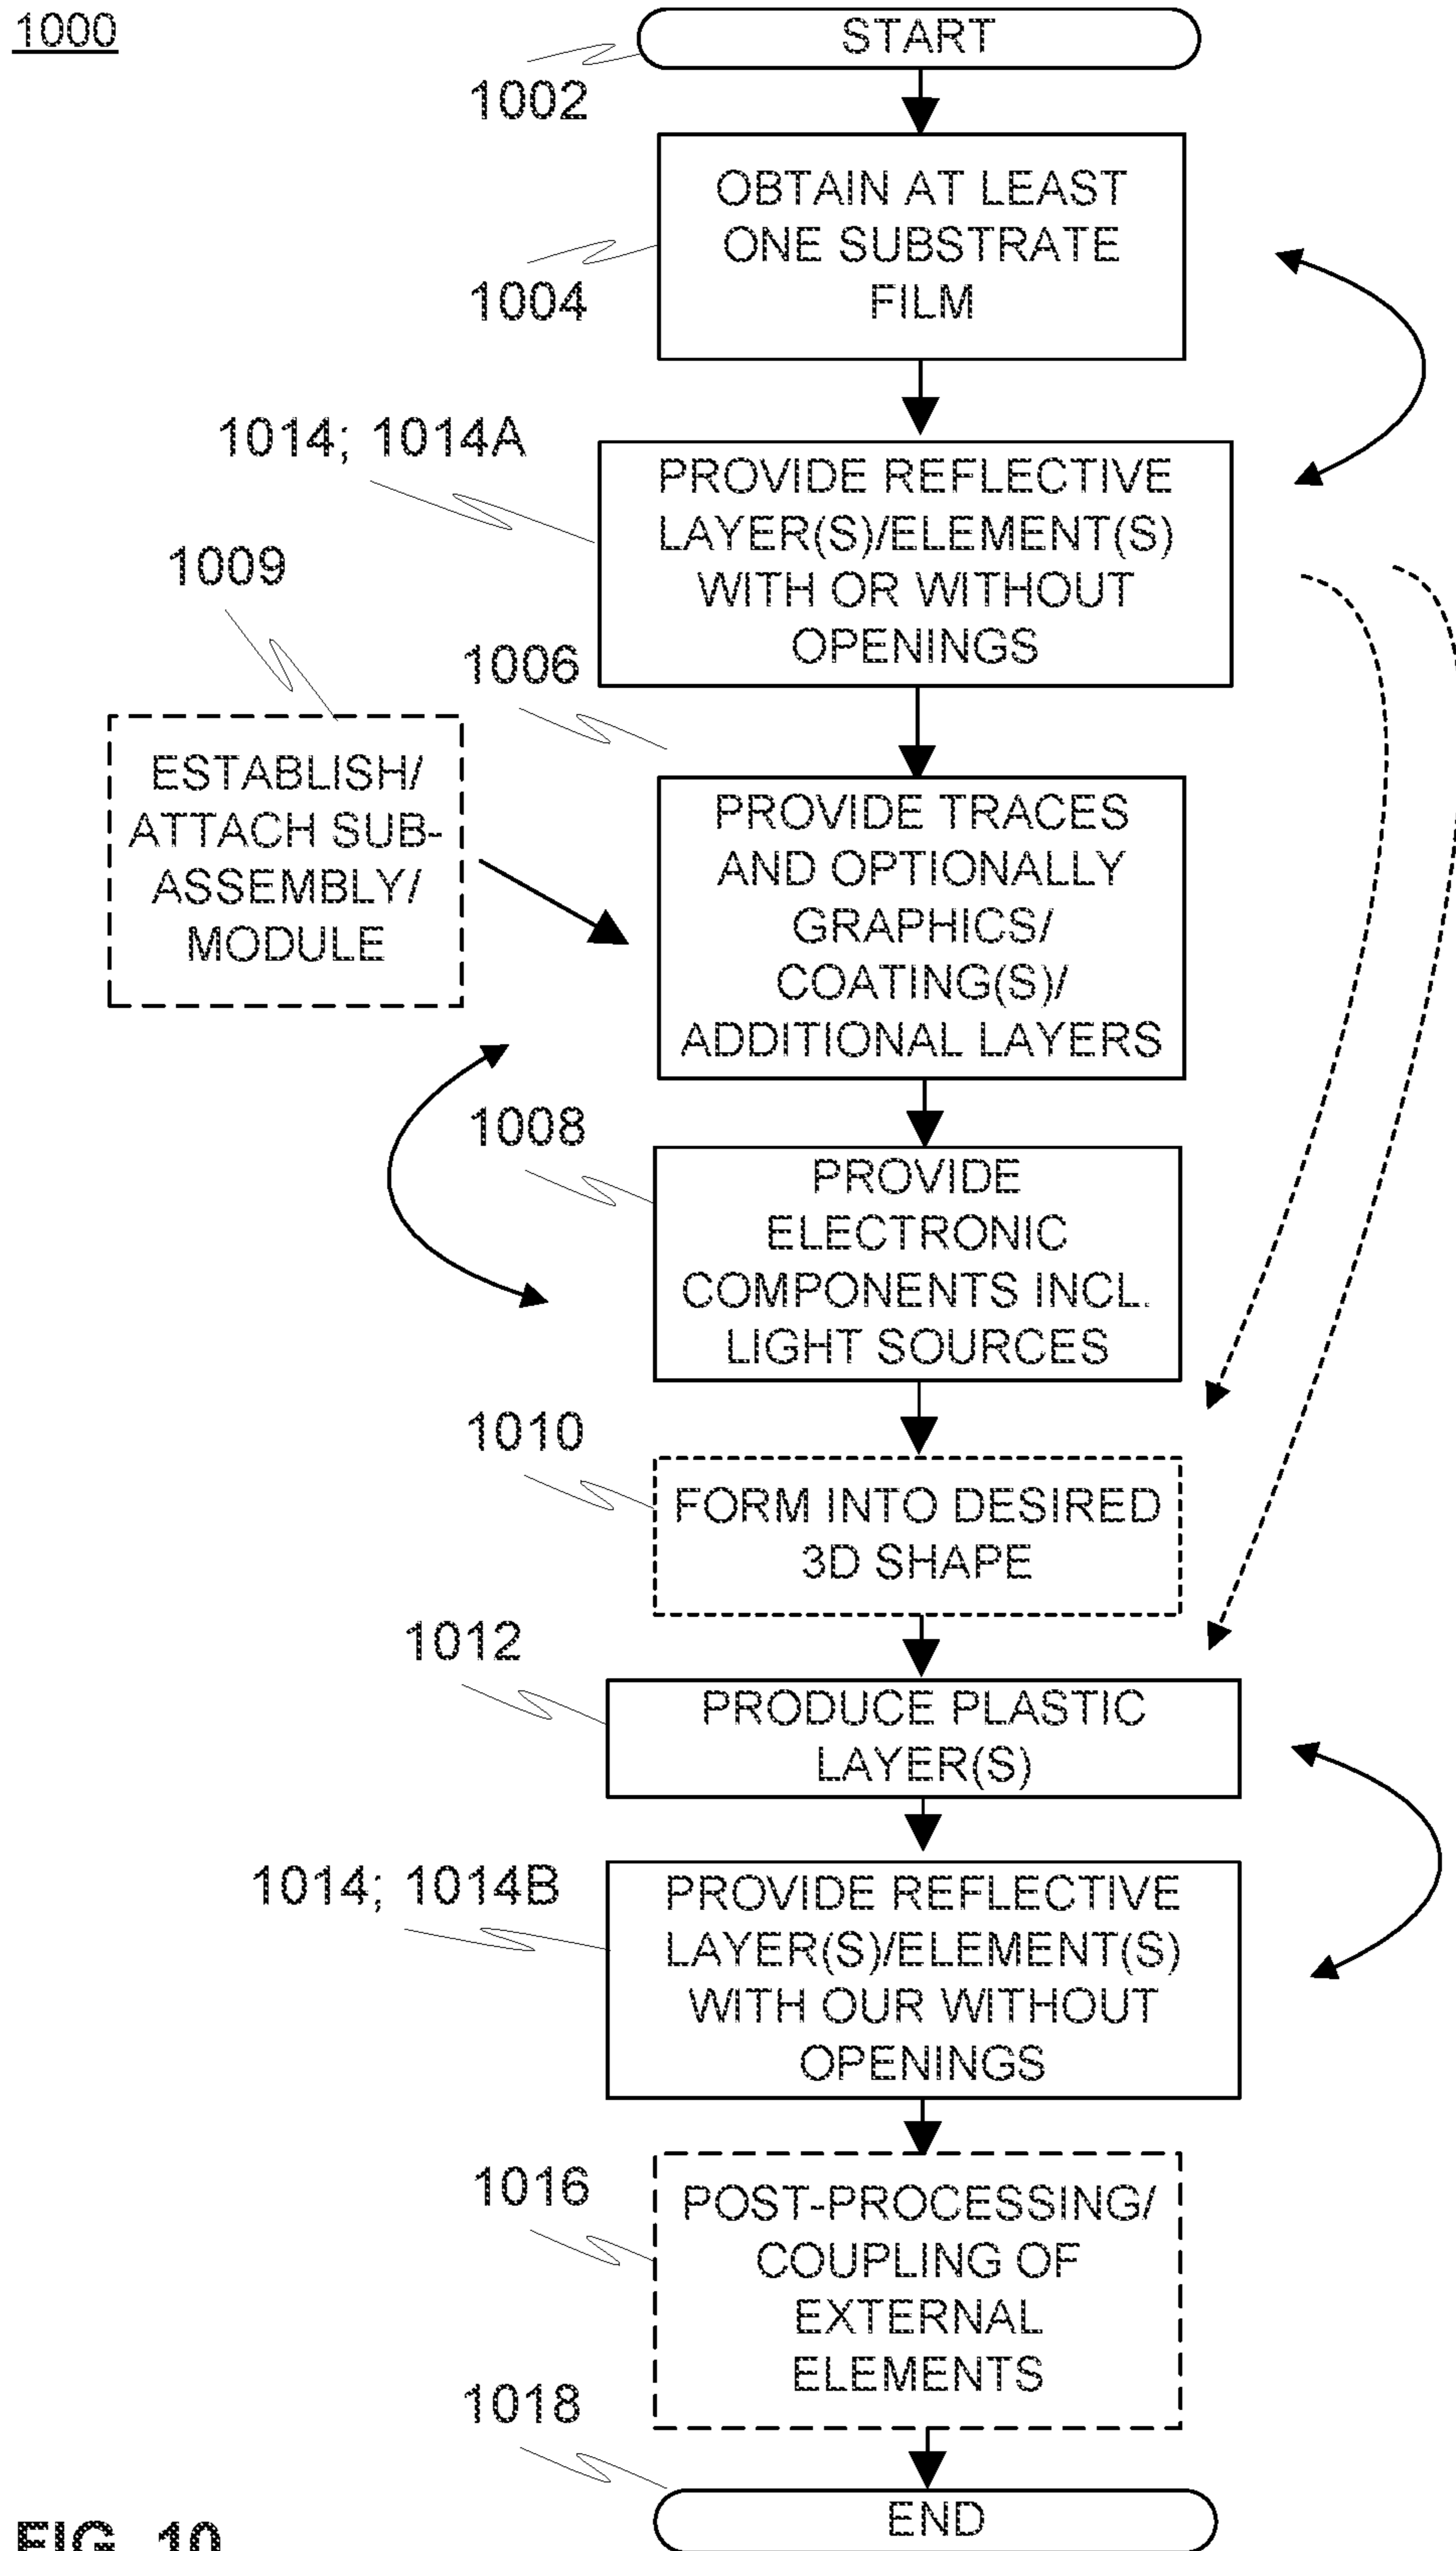 1000
START
1002
OBTAIN AT LEAST
ONE SUBSTRATE
FILM
1004
1014; 1014A
PROVIDE REFLECTIVE
LAYER(S)/ELEMENT(S)
WITH OR WITHOUT
OPENINGS
1009
1006
ESTABLISH/
ATTACH SUB-
ASSEMBLY/
MODULE
PROVIDE TRACES
AND OPTIONALLY
GRAPHICS/
COATING(S)/
ADDITIONAL LAYERS
1008
PROVIDE
ELECTRONIC
COMPONENTS INCL.
LIGHT SOURCES
1010
FORM INTO DESIRED
3D SHAPE
1012
PRODUCE PLASTIC
LAYER(S)
1014; 1014B
PROVIDE REFLECTIVE
LAYER(S)/ELEMENT(S)
WITH OUR WITHOUT
OPENINGS
1016
POST-PROCESSING/
COUPLING OF
EXTERNAL
ELEMENTS
1018
END
FIG. 10